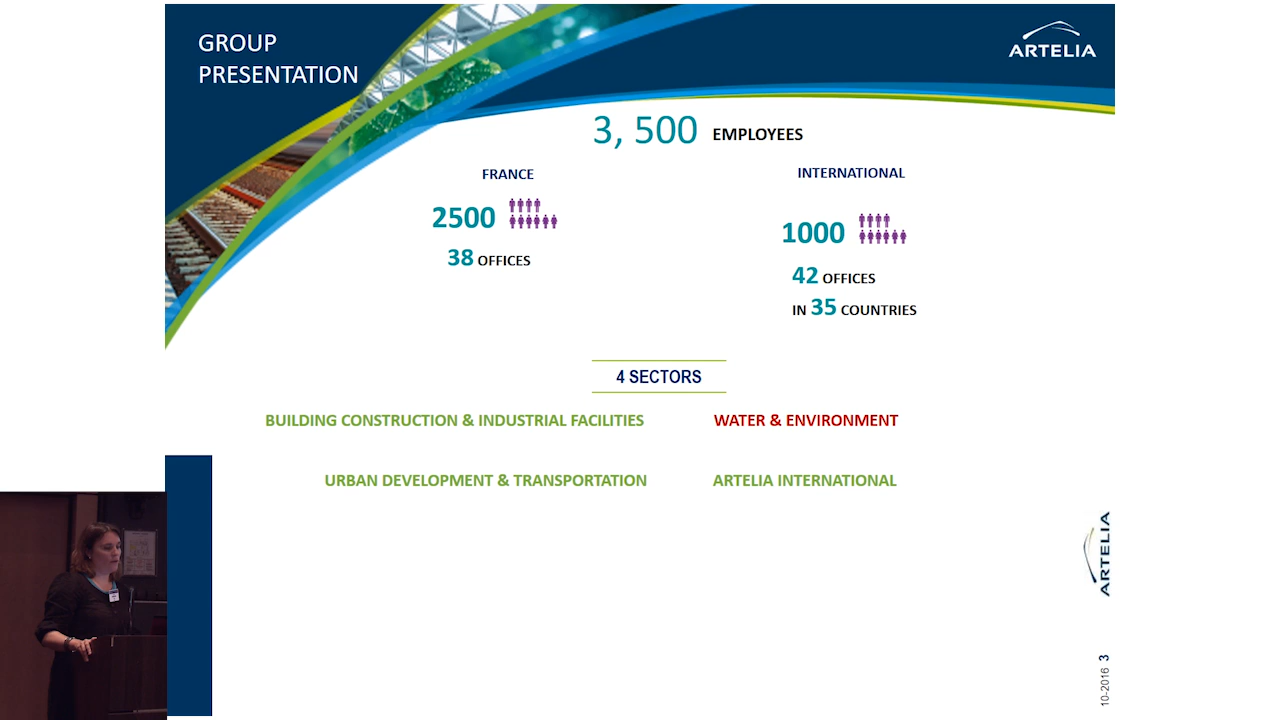 GROUP
PRESENTATION
ARTELIA
3, 500 EMPLOYEES
FRANCE
2500
38 OFFICES
INTERNATIONAL
1000
42 OFFICES
IN 35 COUNTRIES
4 SECTORS
BUILDING CONSTRUCTION & INDUSTRIAL FACILITIES
WATER & ENVIRONMENT
URBAN DEVELOPMENT & TRANSPORTATION
ARTELIA INTERNATIONAL
ARTELIA
10-2016 3